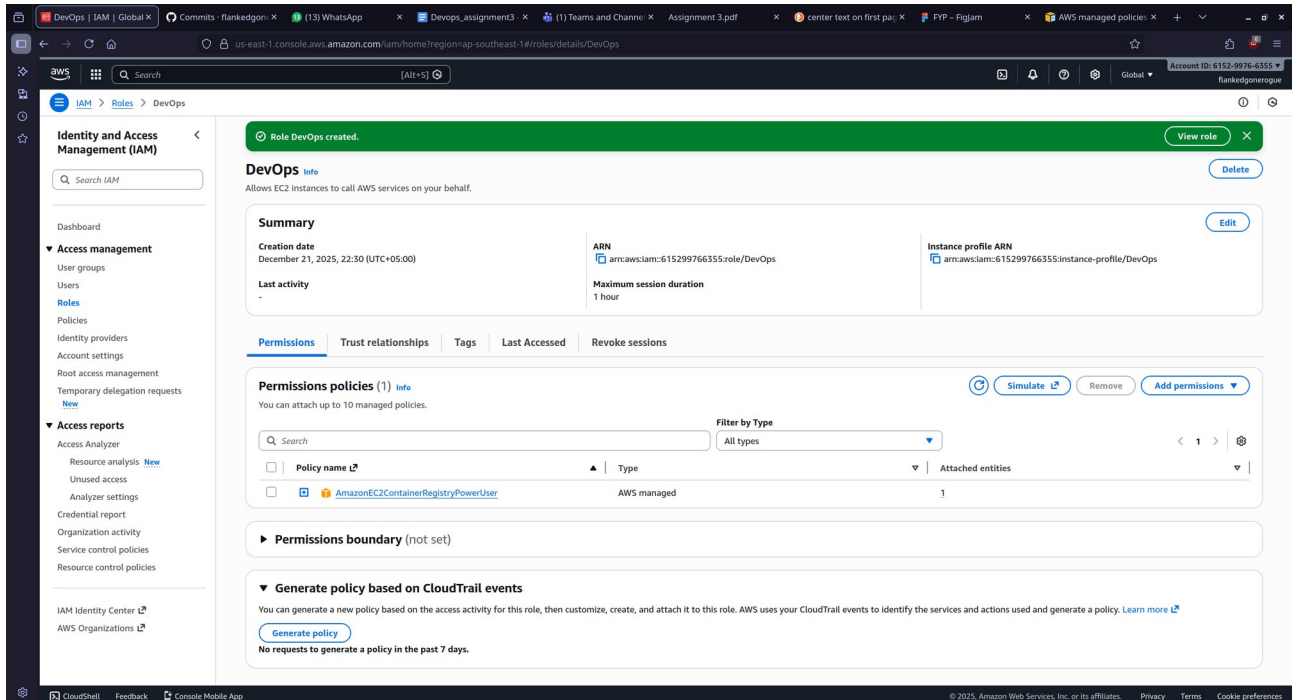 DevOps | IAM | Global
Commits · flankedgon
(13) WhatsApp
Devops_assignment3 -
(1) Teams and Channel
Assignment 3.pdf
center text on first pag
FYP – FigJam
AWS managed policies
us-east-1.console.aws.amazon.com/iam/home?region=ap-southeast-1#/roles/details/DevOps
aws
Search
[Alt+S]
Global
Account ID: 6152-9976-6355
flankedgonerogue
IAM > Roles > DevOps
Identity and Access
Management (IAM)
Search IAM
Dashboard
Access management
User groups
Users
Roles
Policies
Identity providers
Account settings
Root access management
Temporary delegation requests
New
Access reports
Access Analyzer
Resource analysis New
Unused access
Analyzer settings
Credential report
Organization activity
Service control policies
Resource control policies
IAM Identity Center
AWS Organizations
Role DevOps created.
View role
DevOps Info
Delete
Allows EC2 instances to call AWS services on your behalf.
Summary
Edit
Creation date
December 21, 2025, 22:30 (UTC+05:00)
ARN
arn:aws:iam::615299766355:role/DevOps
Instance profile ARN
arn:aws:iam::615299766355:instance-profile/DevOps
Last activity
-
Maximum session duration
1 hour
Permissions
Trust relationships
Tags
Last Accessed
Revoke sessions
Permissions policies (1) Info
Simulate
Remove
Add permissions
You can attach up to 10 managed policies.
Filter by Type
Search
All types
1
Policy name
Type
Attached entities
AmazonEC2ContainerRegistryPowerUser
AWS managed
1
Permissions boundary (not set)
Generate policy based on CloudTrail events
You can generate a new policy based on the access activity for this role, then customize, create, and attach it to this role. AWS uses your CloudTrail events to identify the services and actions used and generate a policy. Learn more
Generate policy
No requests to generate a policy in the past 7 days.
CloudShell
Feedback
Console Mobile App
© 2025, Amazon Web Services, Inc. or its affiliates.
Privacy
Terms
Cookie preferences